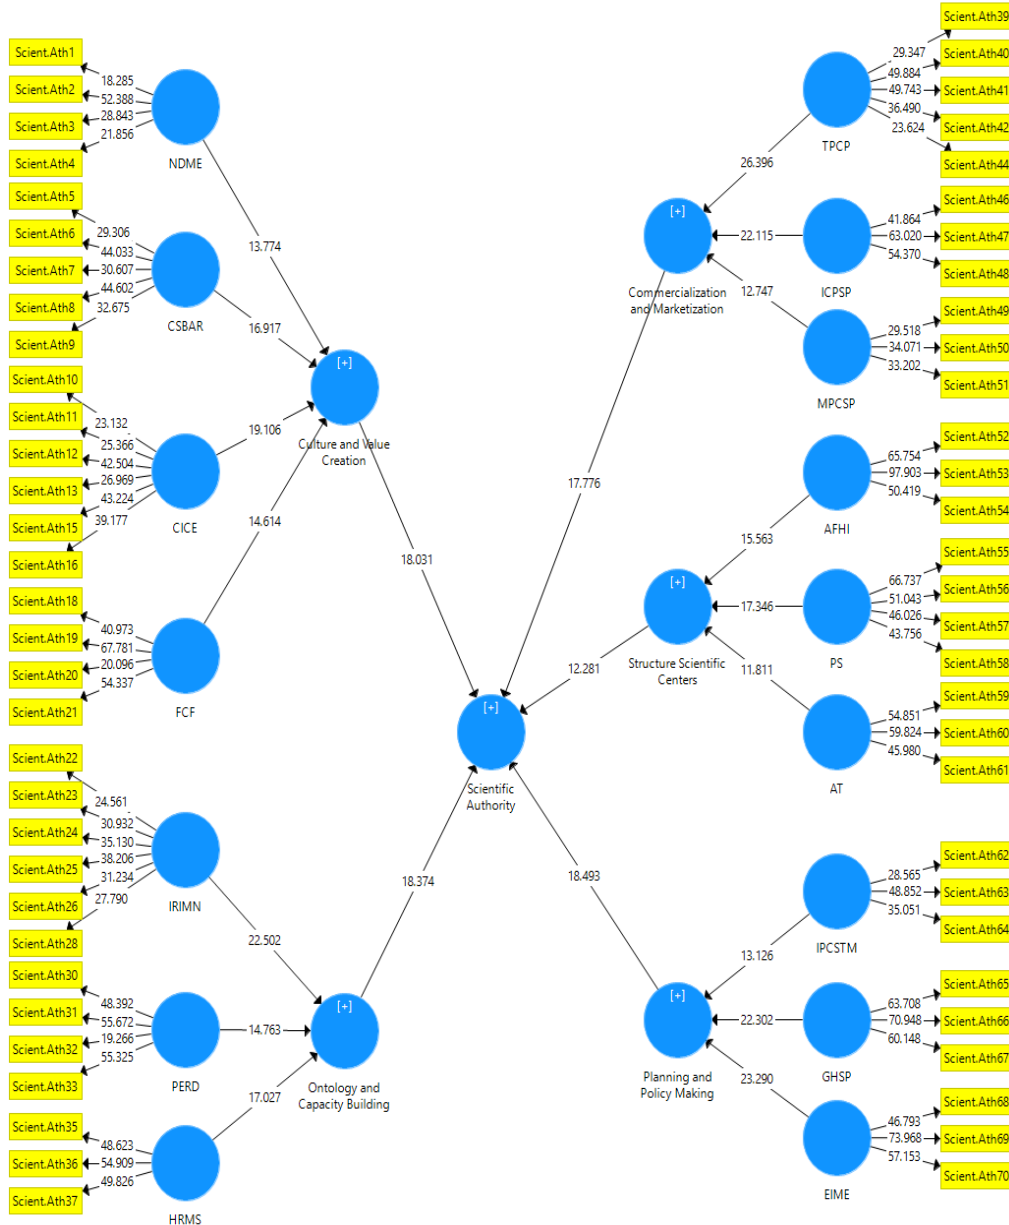 Scient.Ath1
Scient.Ath2
Scient.Ath3
Scient.Ath4
18.285
52.388
28.843
21.856
NDME
13.774
Scient.Ath5
Scient.Ath6
Scient.Ath7
Scient.Ath8
Scient.Ath9
29.306
44.033
30.607
44.602
32.675
CSBAR
16.917
Scient.Ath10
Scient.Ath11
Scient.Ath12
Scient.Ath13
Scient.Ath15
Scient.Ath16
23.132
25.366
42.504
26.969
43.224
39.177
CICE
19.106
Scient.Ath18
Scient.Ath19
Scient.Ath20
Scient.Ath21
40.973
67.781
20.096
54.337
FCF
14.614
[+]
Culture and Value
Creation
18.031
Scient.Ath22
Scient.Ath23
Scient.Ath24
Scient.Ath25
Scient.Ath26
Scient.Ath28
24.561
30.932
35.130
38.206
31.234
27.790
IRIMN
22.502
Scient.Ath30
Scient.Ath31
Scient.Ath32
Scient.Ath33
48.392
55.672
19.266
55.325
PERD
14.763
Scient.Ath35
Scient.Ath36
Scient.Ath37
48.623
54.909
49.826
HRMS
17.027
[+]
Ontology and
Capacity Building
18.374
[+]
Scientific
Authority
Scient.Ath39
Scient.Ath40
Scient.Ath41
Scient.Ath42
Scient.Ath44
29.347
49.884
49.743
36.490
23.624
TPCP
26.396
Scient.Ath46
Scient.Ath47
Scient.Ath48
41.864
63.020
54.370
ICPSP
22.115
Scient.Ath49
Scient.Ath50
Scient.Ath51
29.518
34.071
33.202
MPCSP
12.747
[+]
Commercialization
and Marketization
17.776
Scient.Ath52
Scient.Ath53
Scient.Ath54
65.754
97.903
50.419
AFHI
15.563
Scient.Ath55
Scient.Ath56
Scient.Ath57
Scient.Ath58
66.737
51.043
46.026
43.756
PS
17.346
Scient.Ath59
Scient.Ath60
Scient.Ath61
54.851
59.824
45.980
AT
11.811
[+]
Structure Scientific
Centers
12.281
Scient.Ath62
Scient.Ath63
Scient.Ath64
28.565
48.852
35.051
IPCSTM
13.126
Scient.Ath65
Scient.Ath66
Scient.Ath67
63.708
70.948
60.148
GHSP
22.302
Scient.Ath68
Scient.Ath69
Scient.Ath70
46.793
73.968
57.153
EIME
23.290
[+]
Planning and
Policy Making
18.493